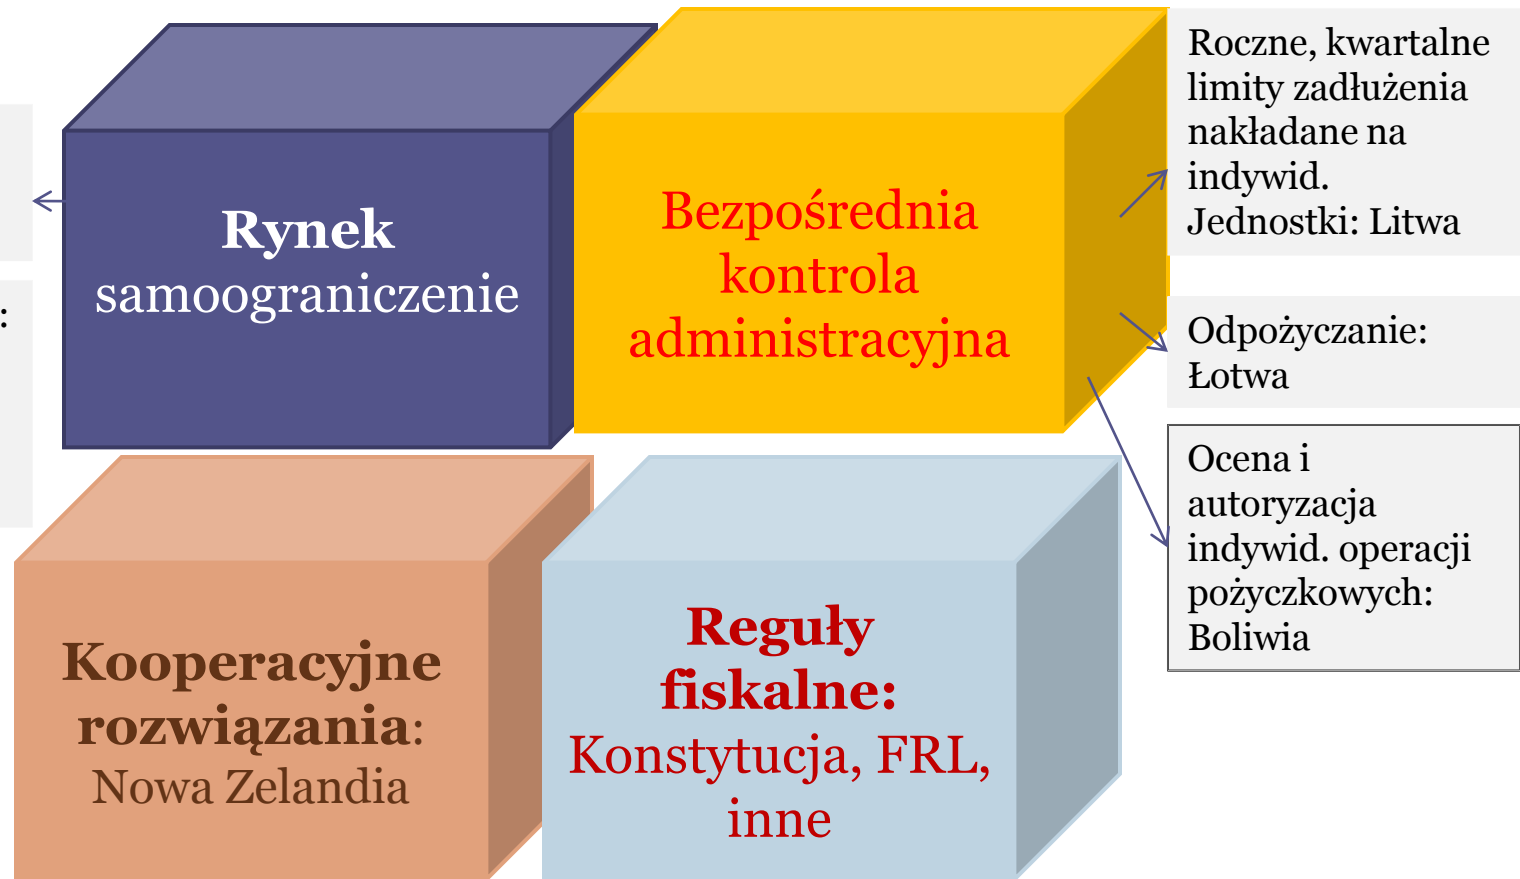 Rynek
samoograniczenie
Bezpośrednia
kontrola
administracyjna
Roczne, kwartalne
limity zadłużenia
nakładane na
indywid.
Jednostki: Litwa
:
Odpożyczanie:
Łotwa
Ocena i
autoryzacja
indywid. operacji
pożyczkowych:
Boliwia
Kooperacyjne
rozwiązania:
Nowa Zelandia
Reguły
fiskalne:
Konstytucja, FRL,
inne